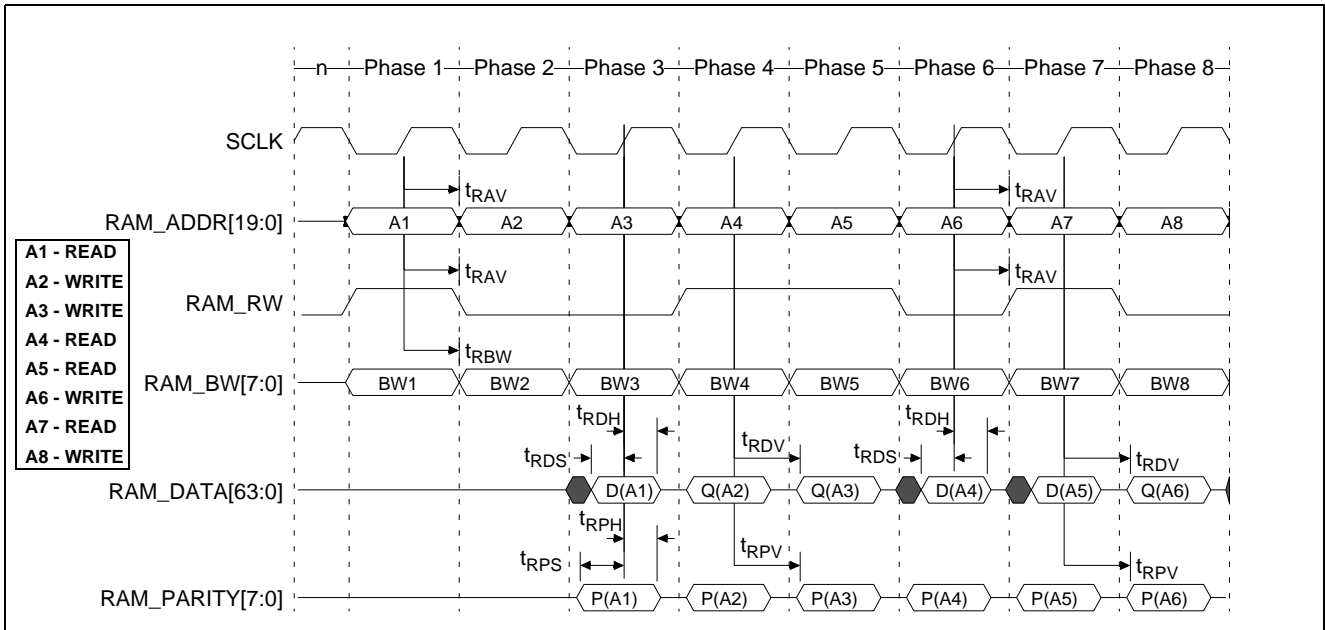 n Phase 1 Phase 2 Phase 3 Phase 4 Phase 5 Phase 6 Phase 7 Phase 8
SCLK
tRAV tRAV
RAM_ADDR[19:0] A1 A2 A3 A4 A5 A6 A7 A8
A1 - READ
A2 - WRITE
A3 - WRITE
A4 - READ
A5 - READ
A6 - WRITE
A7 - READ
A8 - WRITE
tRAV tRAV
RAM_RW
tRBW
RAM_BW[7:0] BW1 BW2 BW3 BW4 BW5 BW6 BW7 BW8
tRDH tRDH
tRDS tRDV tRDS tRDV
RAM_DATA[63:0] D(A1) Q(A2) Q(A3) D(A4) D(A5) Q(A6)
tRPH
tRPS tRPV tRPV
RAM_PARITY[7:0] P(A1) P(A2) P(A3) P(A4) P(A5) P(A6)